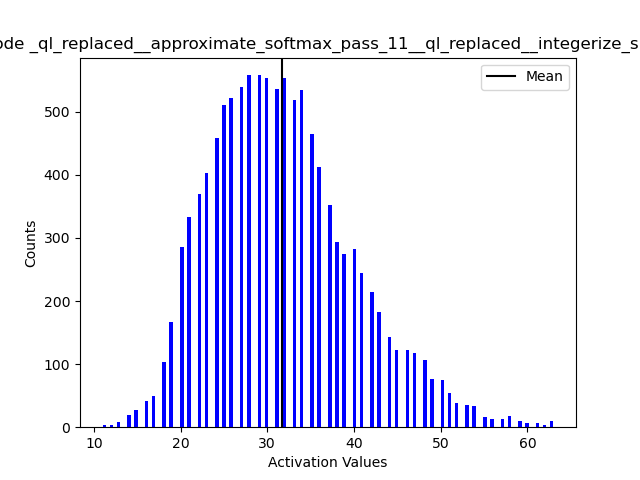 ode _ql_replaced__approximate_softmax_pass_11__ql_replaced__integerize_s
Mean
500
400
300
200
100
0
Counts
10 20 30 40 50 60
Activation Values